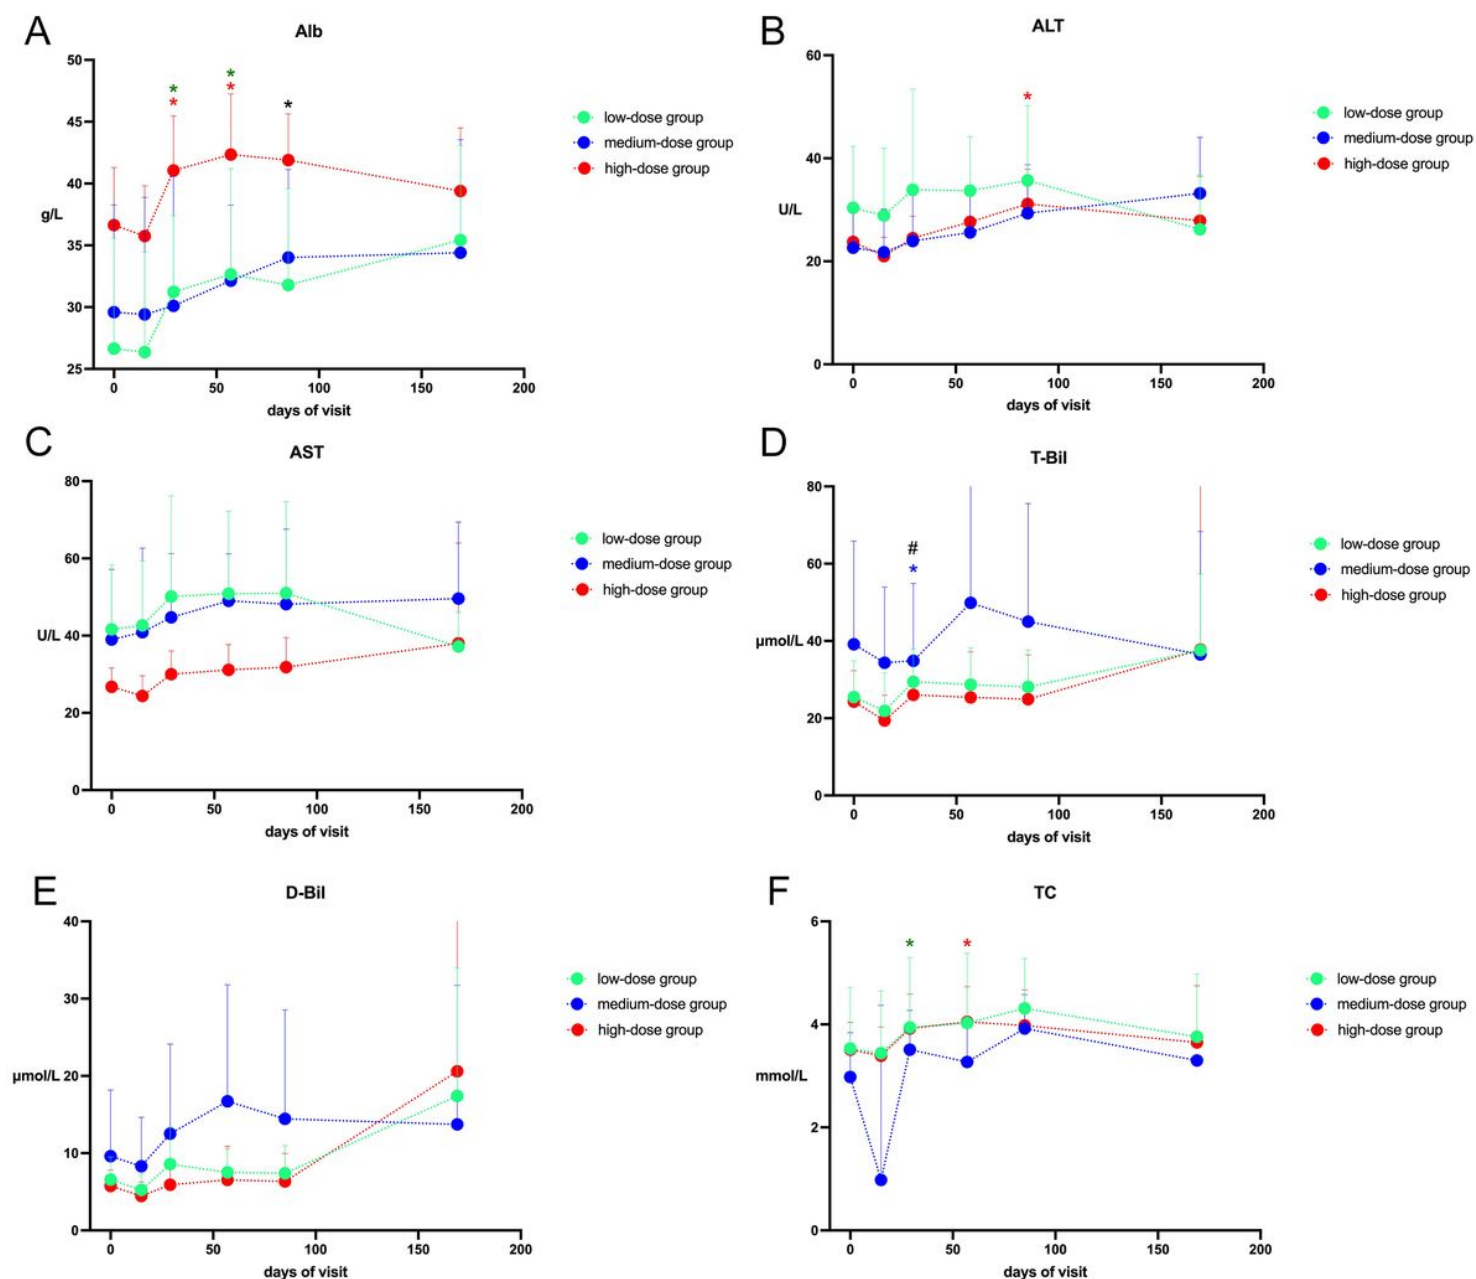 A
Alb
50
45
40
35
30
25
g/L
* *
* * *
0 50 100 150 200
days of visit
low-dose group
medium-dose group
high-dose group
B
ALT
60
40
20
0
U/L
*
0 50 100 150 200
days of visit
low-dose group
medium-dose group
high-dose group
C
AST
80
60
40
20
0
U/L
0 50 100 150 200
days of visit
low-dose group
medium-dose group
high-dose group
D
T-Bil
80
60
40
20
0
µmol/L
#
*
0 50 100 150 200
days of visit
low-dose group
medium-dose group
high-dose group
E
D-Bil
40
30
20
10
0
µmol/L
0 50 100 150 200
days of visit
low-dose group
medium-dose group
high-dose group
F
TC
6
4
2
0
mmol/L
* *
0 50 100 150 200
days of visit
low-dose group
medium-dose group
high-dose group